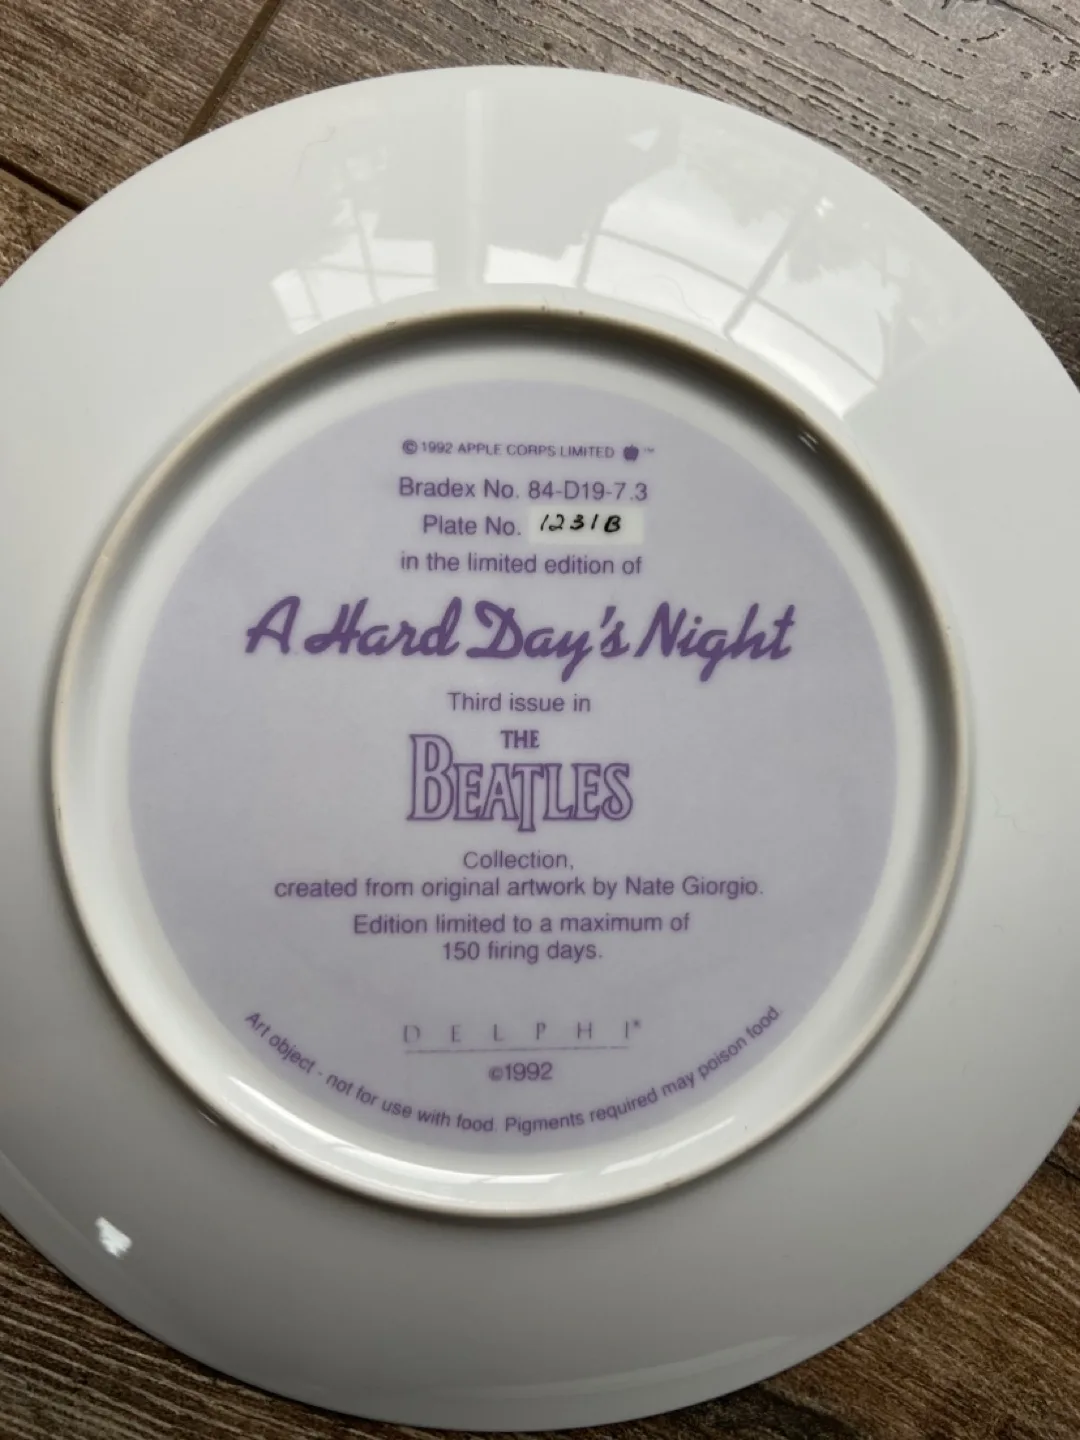 © 1992 APPLE CORPS LIMITED ™
Bradex No. 84-D19-7.3
Plate No. 1231B
in the limited edition of
A Hard Day's Night
Third issue in
THE
BEATLES
Collection,
created from original artwork by Nate Giorgio.
Edition limited to a maximum of
150 firing days.
DELPHI®
©1992
Art object - not for use with food. Pigments required may poison food.